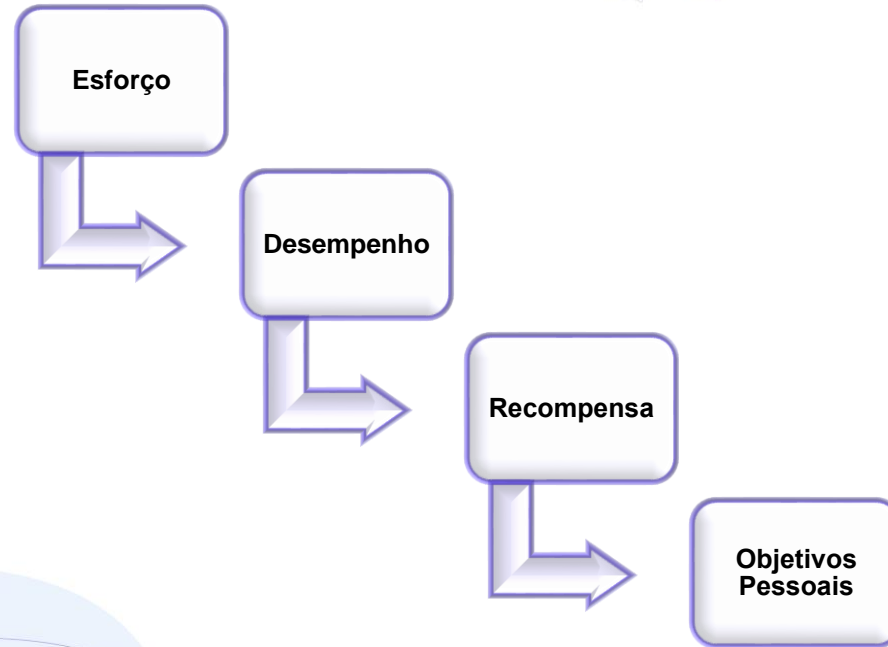 Esforço
Desempenho
Recompensa
Objetivos
Pessoais